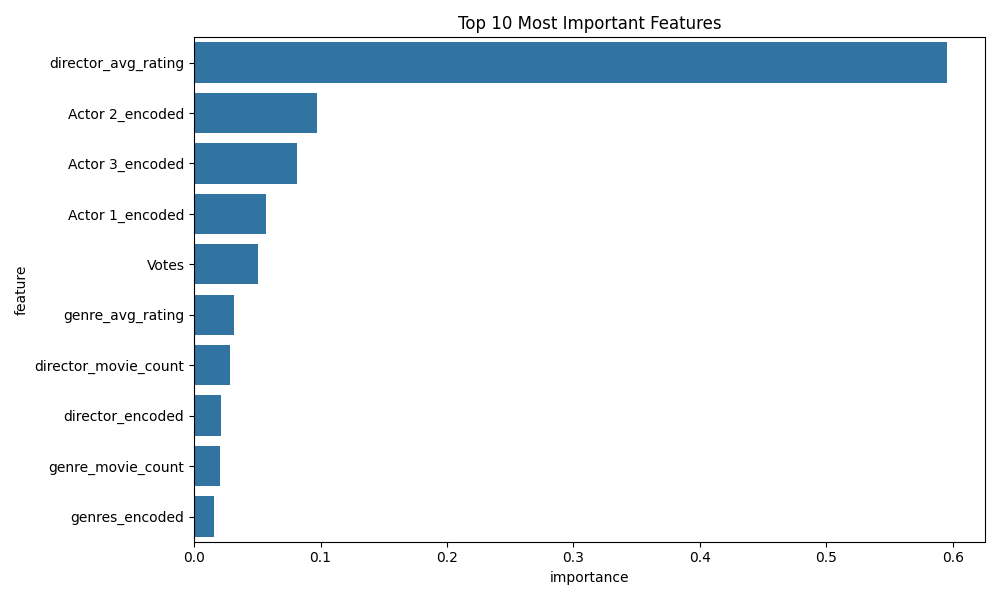 Top 10 Most Important Features
feature
director_avg_rating
Actor 2_encoded
Actor 3_encoded
Actor 1_encoded
Votes
genre_avg_rating
director_movie_count
director_encoded
genre_movie_count
genres_encoded
0.0 0.1 0.2 0.3 0.4 0.5 0.6
importance